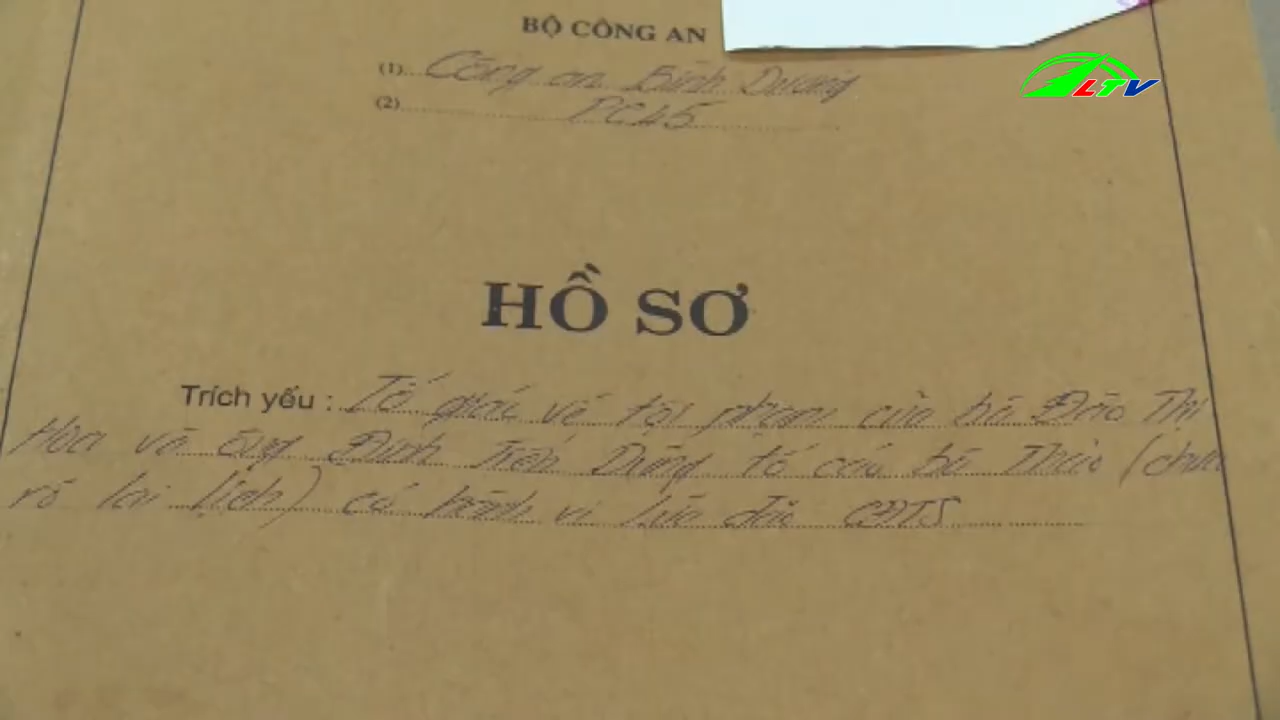 BỘ CÔNG AN
LTV
(1) Công an Bình Dương
(2) PC45
HỒ SƠ
Trích yếu : Tố giác về tội phạm của bà Đào Thị
Hoa và ông Đinh Tiến Dũng tố cáo bà Thảo (chưa
rõ lai lịch) có hành vi lừa đảo CĐTS